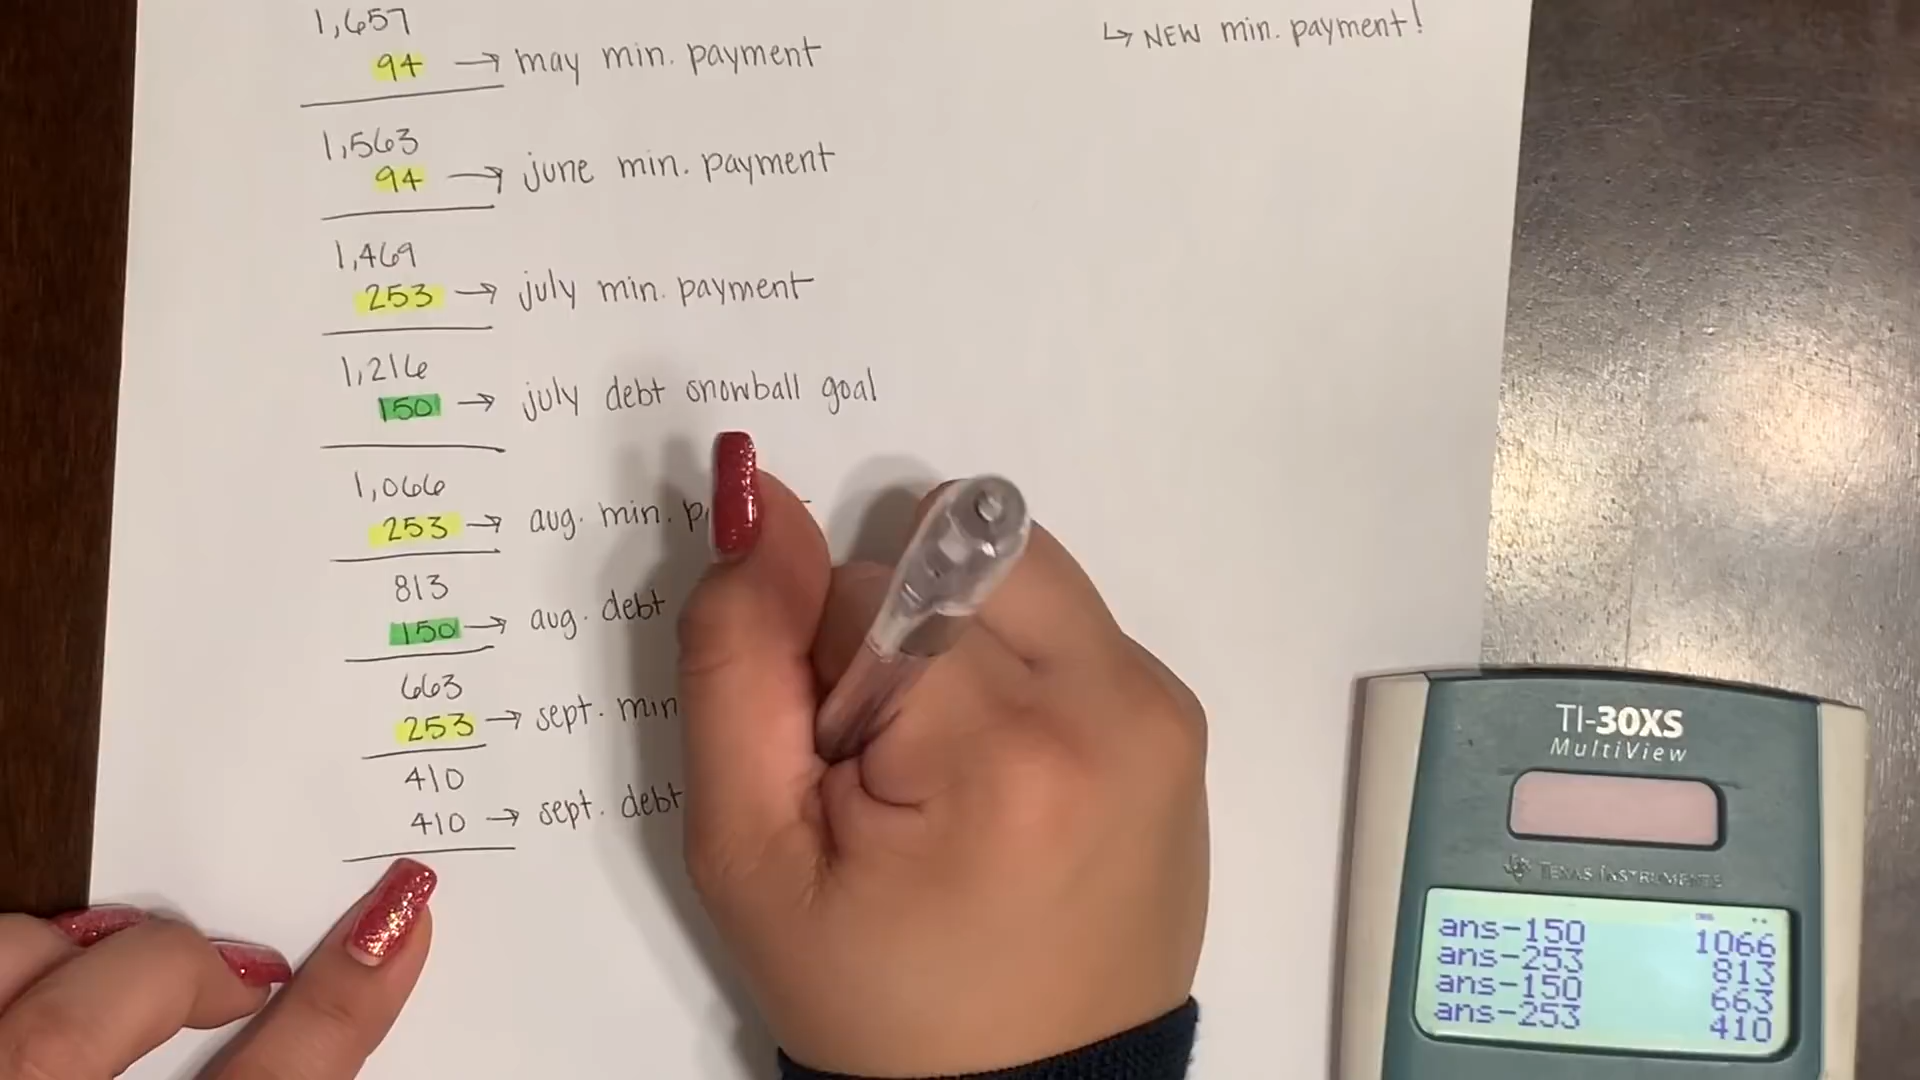 1,657
94 → may min. payment
↳ NEW min. payment!
1,563
94 → june min. payment
1,469
253 → july min. payment
1,216
150 → july debt snowball goal
1,066
253 → aug. min.
813
150 → aug. debt
663
253 → sept. min
410
410 → sept. debt
TI-30XS
MultiView
TEXAS INSTRUMENTS
ans-150 1066
ans-253 813
ans-150 663
ans-253 410